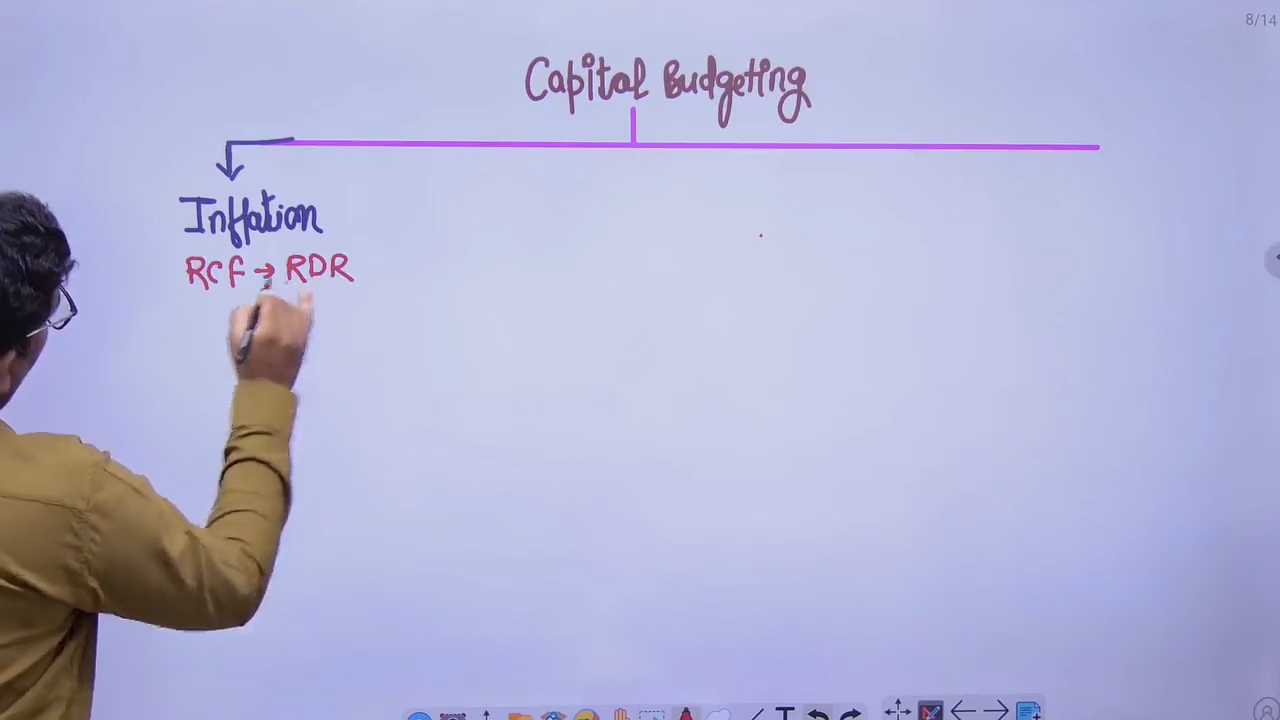 8/14
Capital Budgeting
Inflation
RCF → RDR